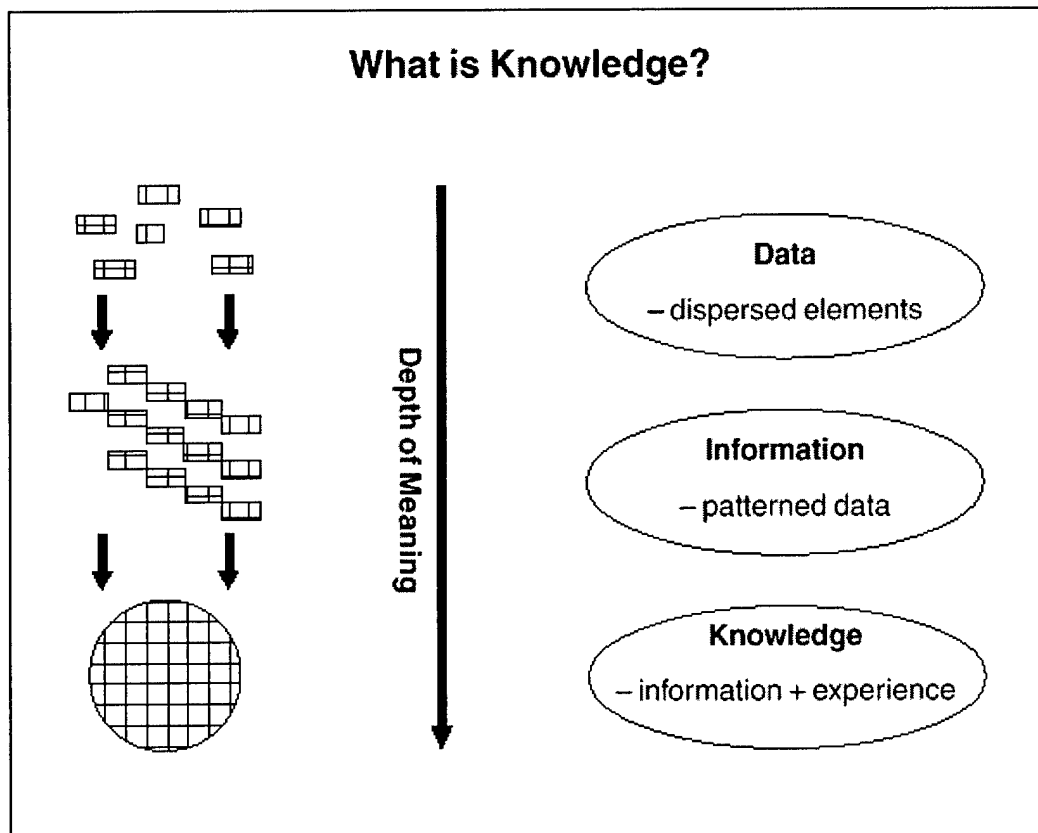 What is Knowledge?
Depth of Meaning
Data
– dispersed elements
Information
– patterned data
Knowledge
– information + experience